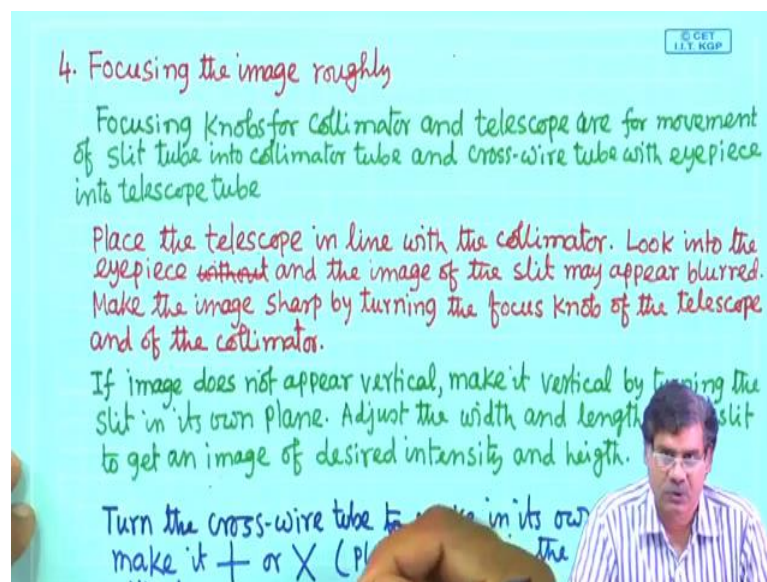 © CET
I.I.T. KGP
4. Focusing the image roughly
Focusing Knobs for collimator and telescope are for movement
of slit tube into collimator tube and cross-wire tube with eyepiece
into telescope tube
Place the telescope in line with the collimator. Look into the
eyepiece without and the image of the slit may appear blurred.
Make the image sharp by turning the focus knob of the telescope
and of the collimator.
If image does not appear vertical, make it vertical by turning the
slit in its own plane. Adjust the width and length slit
to get an image of desired intensity and heigth.
Turn the cross-wire tube in its own
make it + or X the